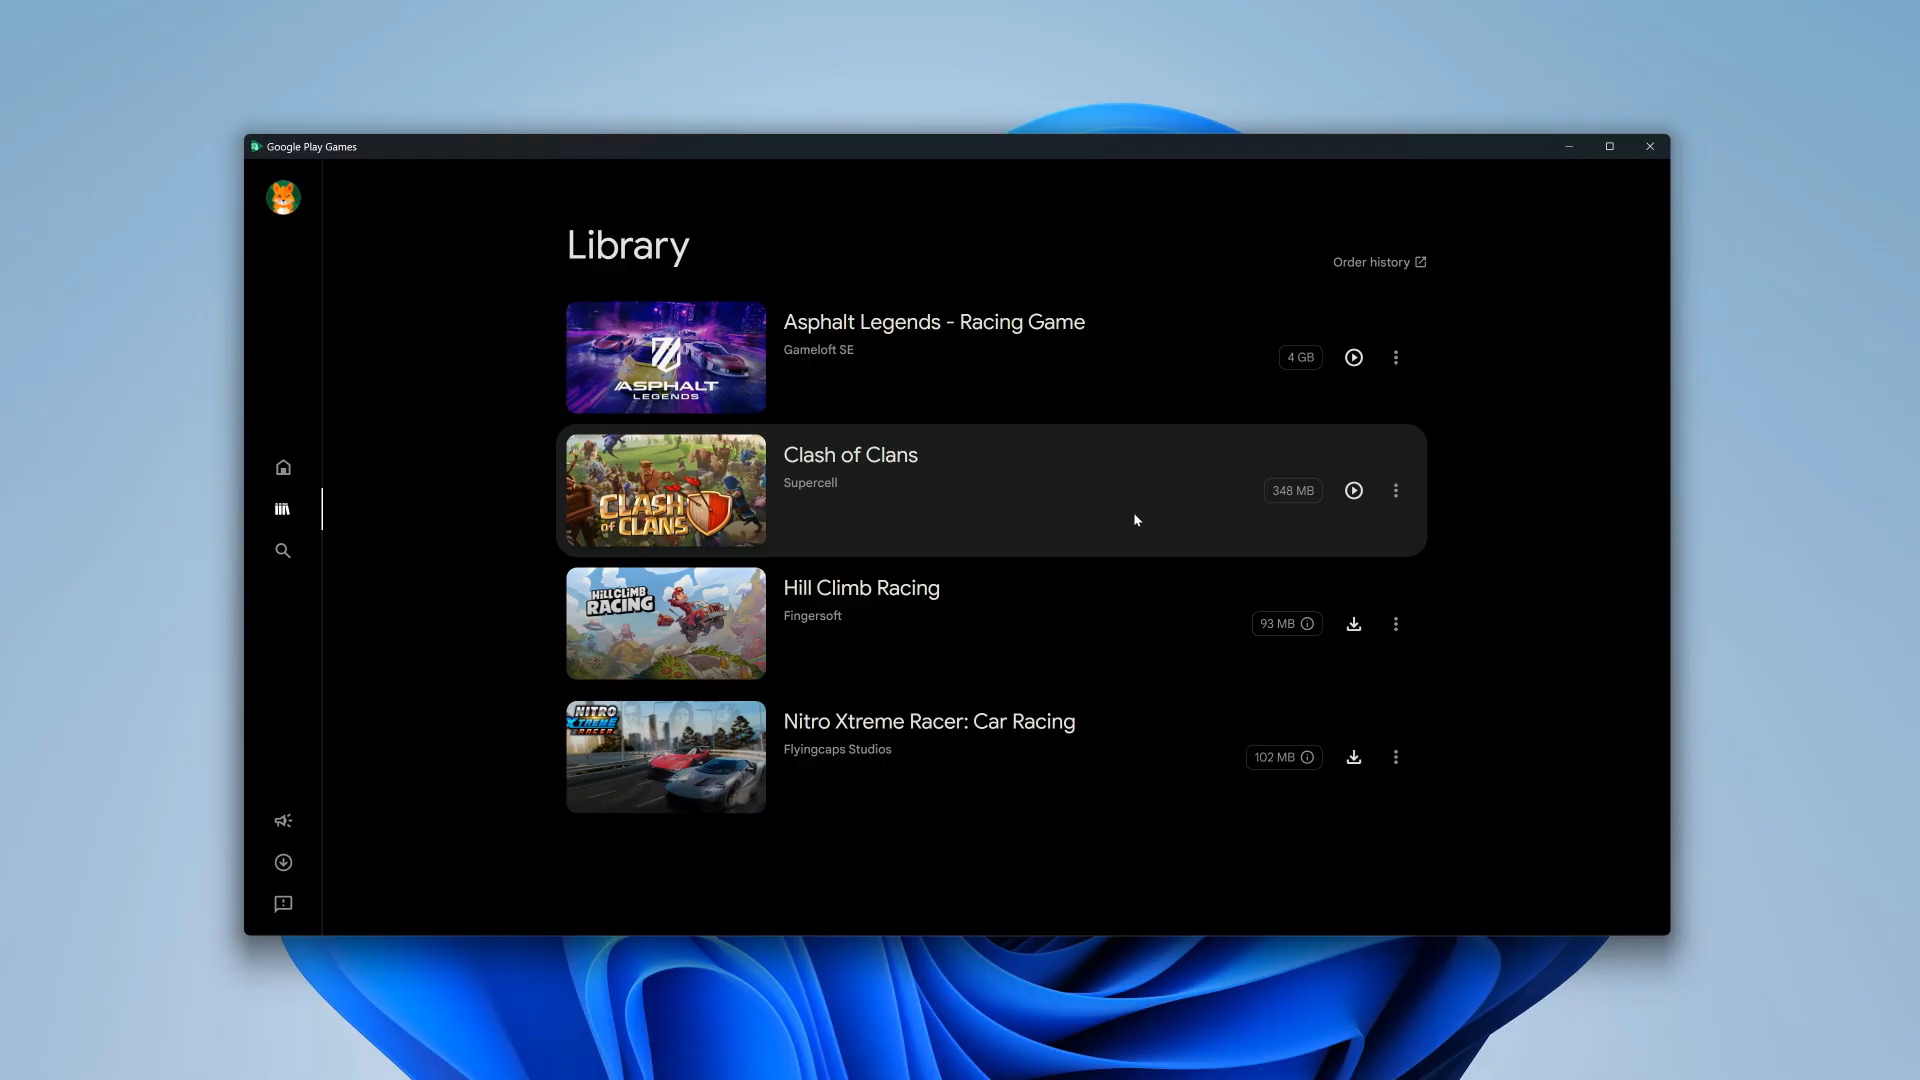 Google Play Games
Library
Order history
ASPHALT
LEGENDS
Asphalt Legends - Racing Game
Gameloft SE
4 GB
CLASH
OF CLANS
Clash of Clans
Supercell
348 MB
HILL CLIMB
RACING
Hill Climb Racing
Fingersoft
93 MB
NITRO
XTREME
RACER
Nitro Xtreme Racer: Car Racing
Flyingcaps Studios
102 MB